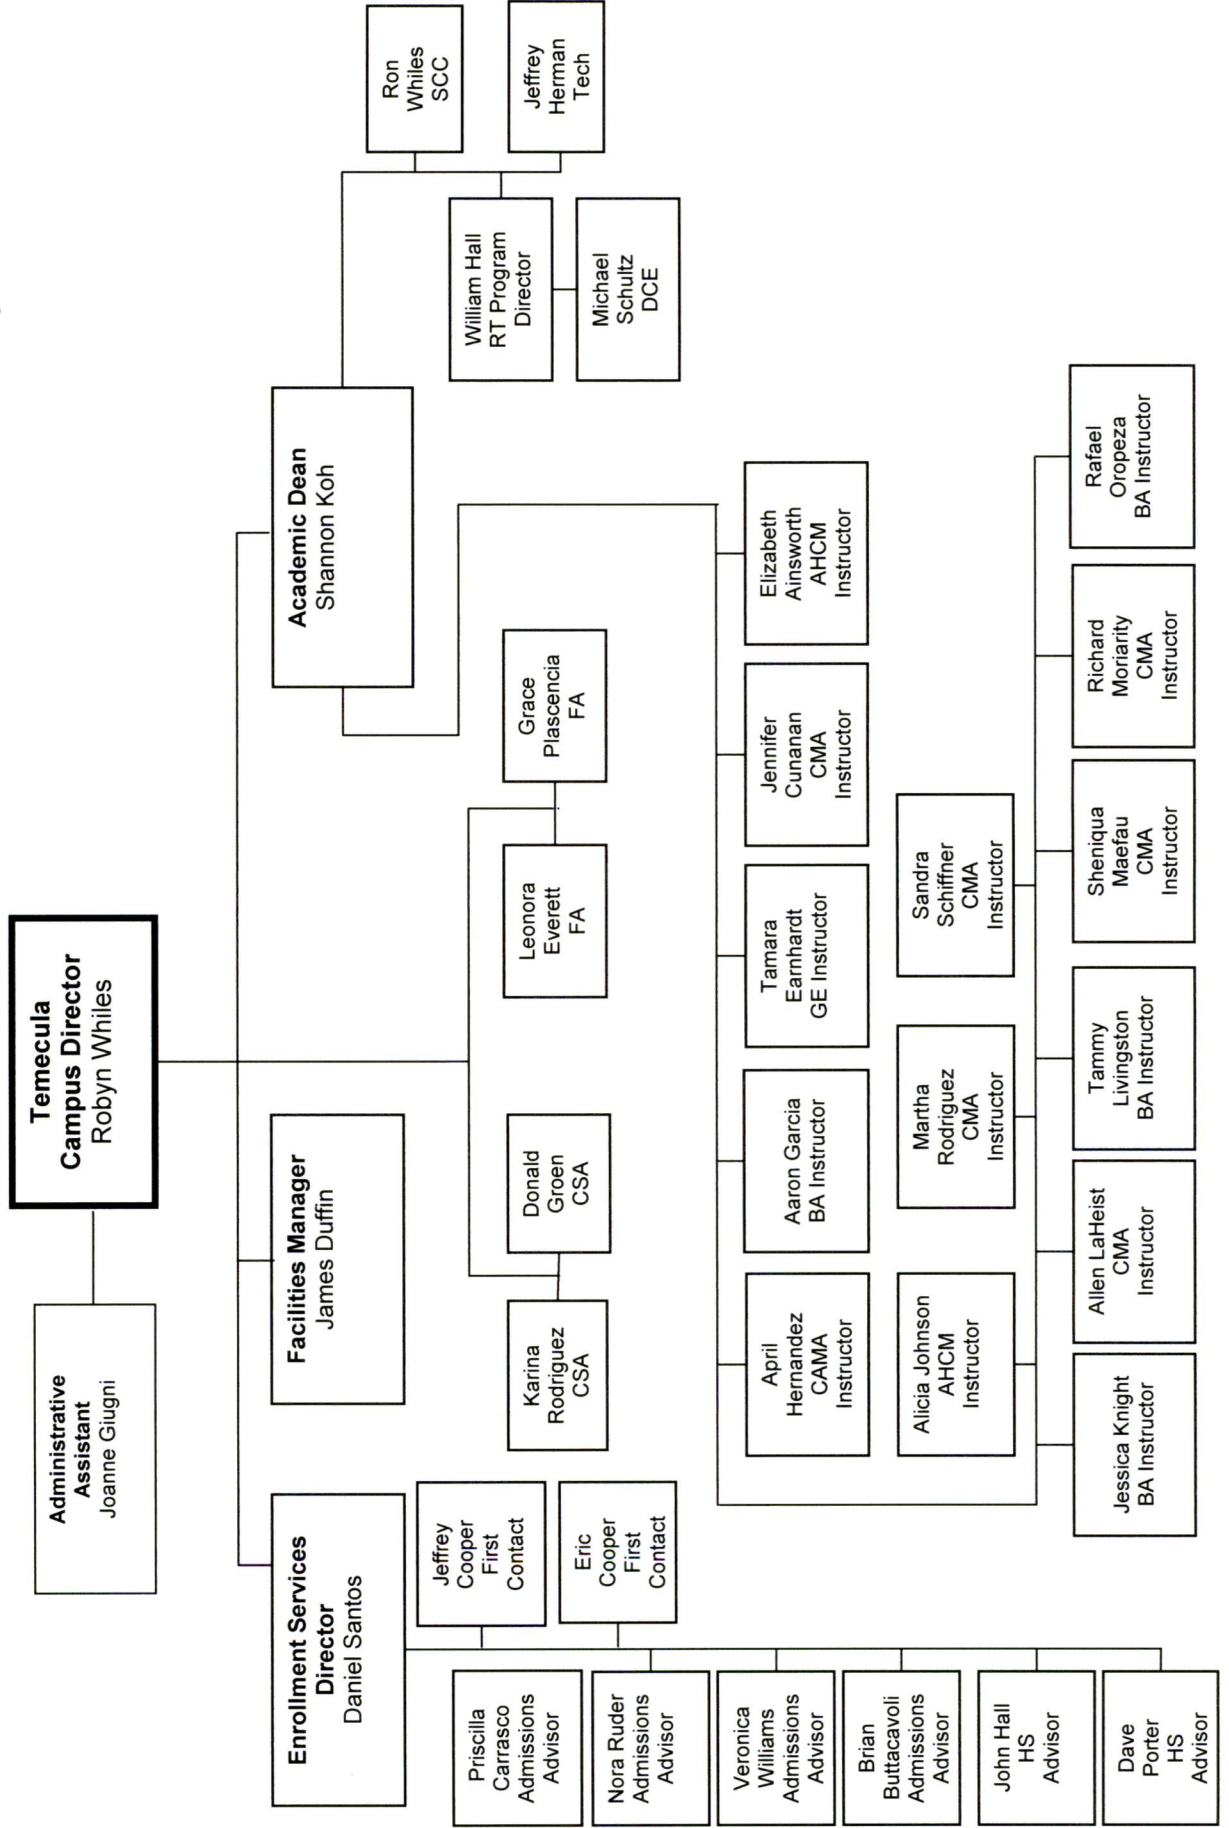 Temecula
Campus Director
Robyn Whiles
Administrative
Assistant
Joanne Giugni
Enrollment Services
Director
Daniel Santos
Facilities Manager
James Duffin
Academic Dean
Shannon Koh
Jeffrey
Cooper
First
Contact
Eric
Cooper
First
Contact
Priscilla
Carrasco
Admissions
Advisor
Nora Ruder
Admissions
Advisor
Veronica
Williams
Admissions
Advisor
Brian
Buttacavoli
Admissions
Advisor
John Hall
HS
Advisor
Dave
Porter
HS
Advisor
Karina
Rodriguez
CSA
Donald
Groen
CSA
Leonora
Everett
FA
Grace
Plascencia
FA
Ron
Whiles
SCC
Jeffrey
Herman
Tech
William Hall
RT Program
Director
Michael
Schultz
DCE
April
Hernandez
CAMA
Instructor
Aaron Garcia
BA Instructor
Tamara
Earnhardt
GE Instructor
Jennifer
Cunanan
CMA
Instructor
Elizabeth
Ainsworth
AHCM
Instructor
Alicia Johnson
AHCM
Instructor
Martha
Rodriguez
CMA
Instructor
Sandra
Schiffner
CMA
Instructor
Jessica Knight
BA Instructor
Allen LaHeist
CMA
Instructor
Tammy
Livingston
BA Instructor
Sheniqua
Maefau
CMA
Instructor
Richard
Moriarity
CMA
Instructor
Rafael
Oropeza
BA Instructor